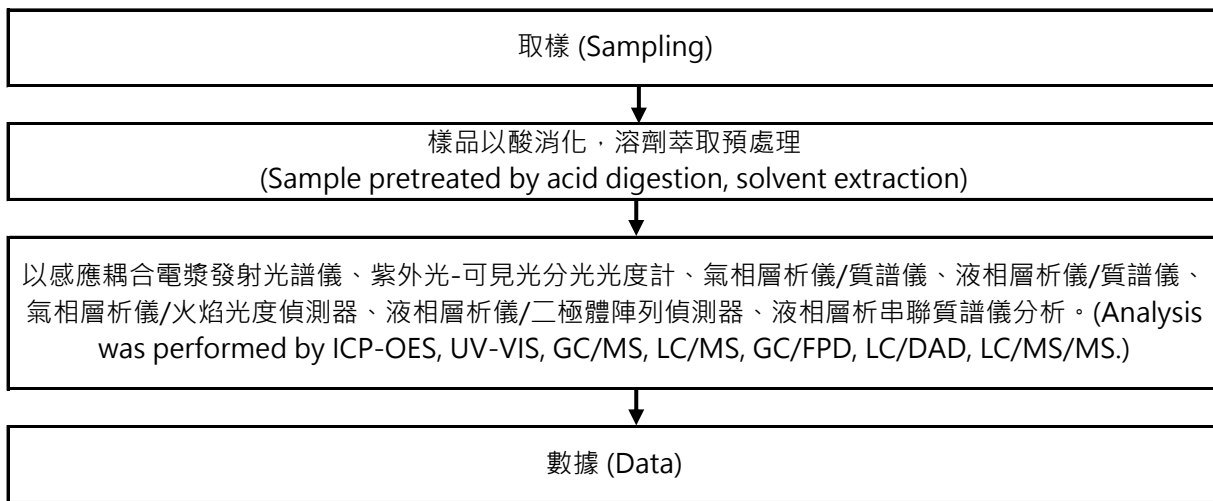 取樣 (Sampling)
樣品以酸消化，溶劑萃取預處理
(Sample pretreated by acid digestion, solvent extraction)
以感應耦合電漿發射光譜儀、紫外光-可見光分光光度計、氣相層析儀/質譜儀、液相層析儀/質譜儀、
氣相層析儀/火焰光度偵測器、液相層析儀/二極體陣列偵測器、液相層析串聯質譜儀分析。(Analysis
was performed by ICP-OES, UV-VIS, GC/MS, LC/MS, GC/FPD, LC/DAD, LC/MS/MS.)
數據 (Data)